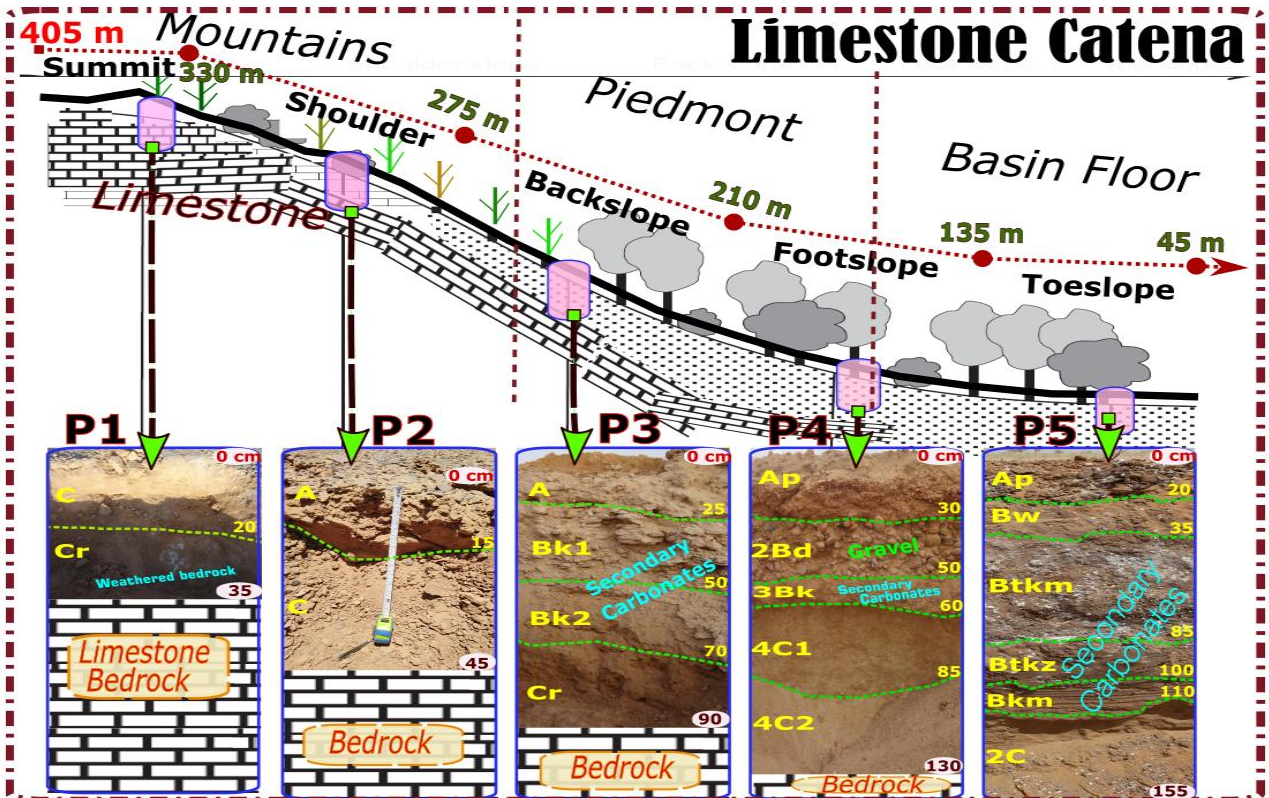 Limestone Catena
405 m
Mountains
Summit
330 m
Shoulder
275 m
Piedmont
Backslope
210 m
Basin Floor
Footslope
135 m
45 m
Toeslope
Limestone
P1
0 cm
C
20
Cr
Weathered bedrock
35
Limestone
Bedrock
P2
0 cm
A
15
C
45
Bedrock
P3
0 cm
A
25
Bk1
Secondary
Carbonates
50
Bk2
70
Cr
90
Bedrock
P4
0 cm
Ap
30
2Bd
Gravel
50
3Bk
Secondary
Carbonates
60
4C1
85
4C2
130
Bedrock
P5
0 cm
Ap
20
Bw
35
Btkm
Secondary
Carbonates
85
Btkz
100
Bkm
110
2C
155